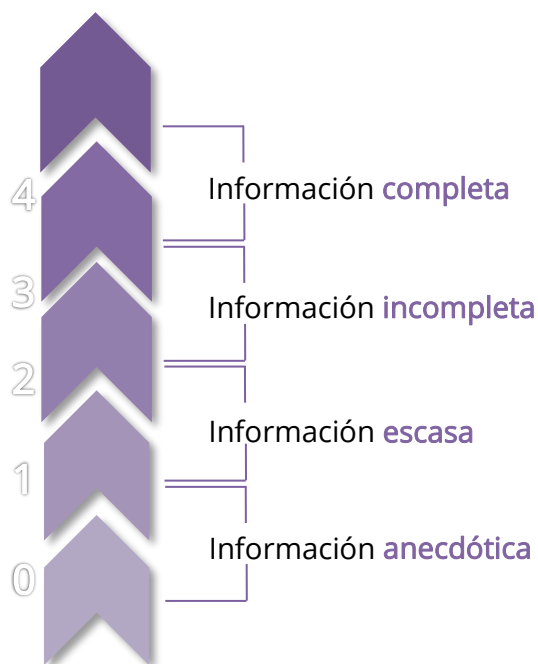 4
Información completa
3
Información incompleta
2
Información escasa
1
Información anecdótica
0